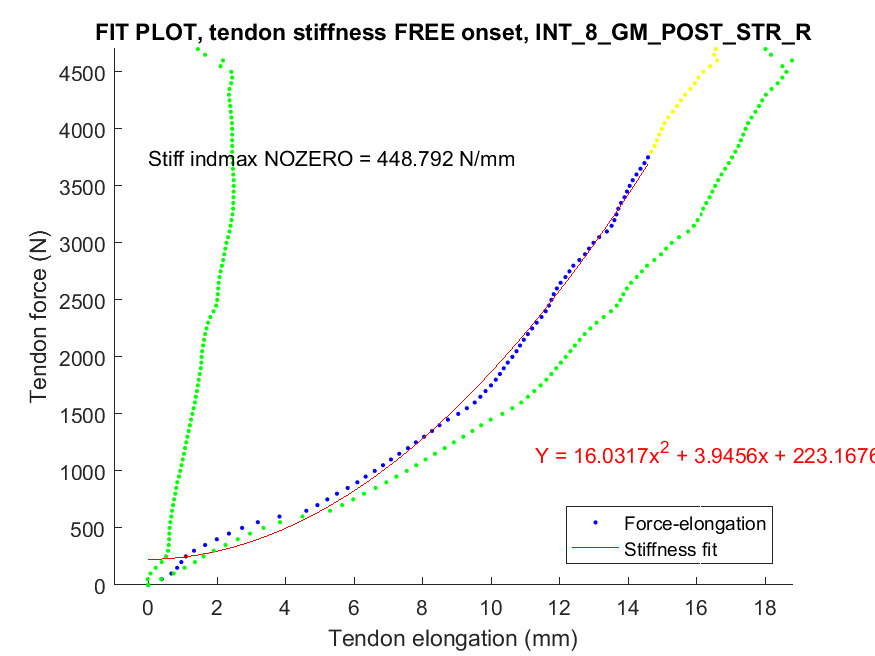 FIT PLOT, tendon stiffness FREE onset, INT_8_GM_POST_STR_R
4500
4000
Stiff indmax NOZERO = 448.792 N/mm
3500
3000
Tendon force (N)
2500
2000
1500
Y = 16.0317x^2 + 3.9456x + 223.1676
1000
Force-elongation
500
Stiffness fit
0
0 2 4 6 8 10 12 14 16 18
Tendon elongation (mm)